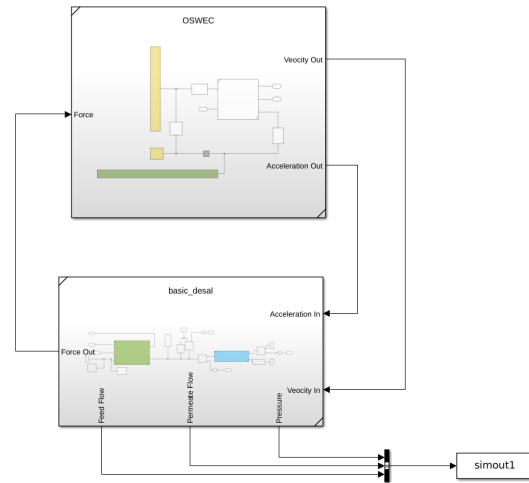 OSWEC
Veocity Out
Force
Acceleration Out
basic_desal
Acceleration In
Force Out
Veocity In
Feed Flow
Permeate Flow
Pressure
simout1